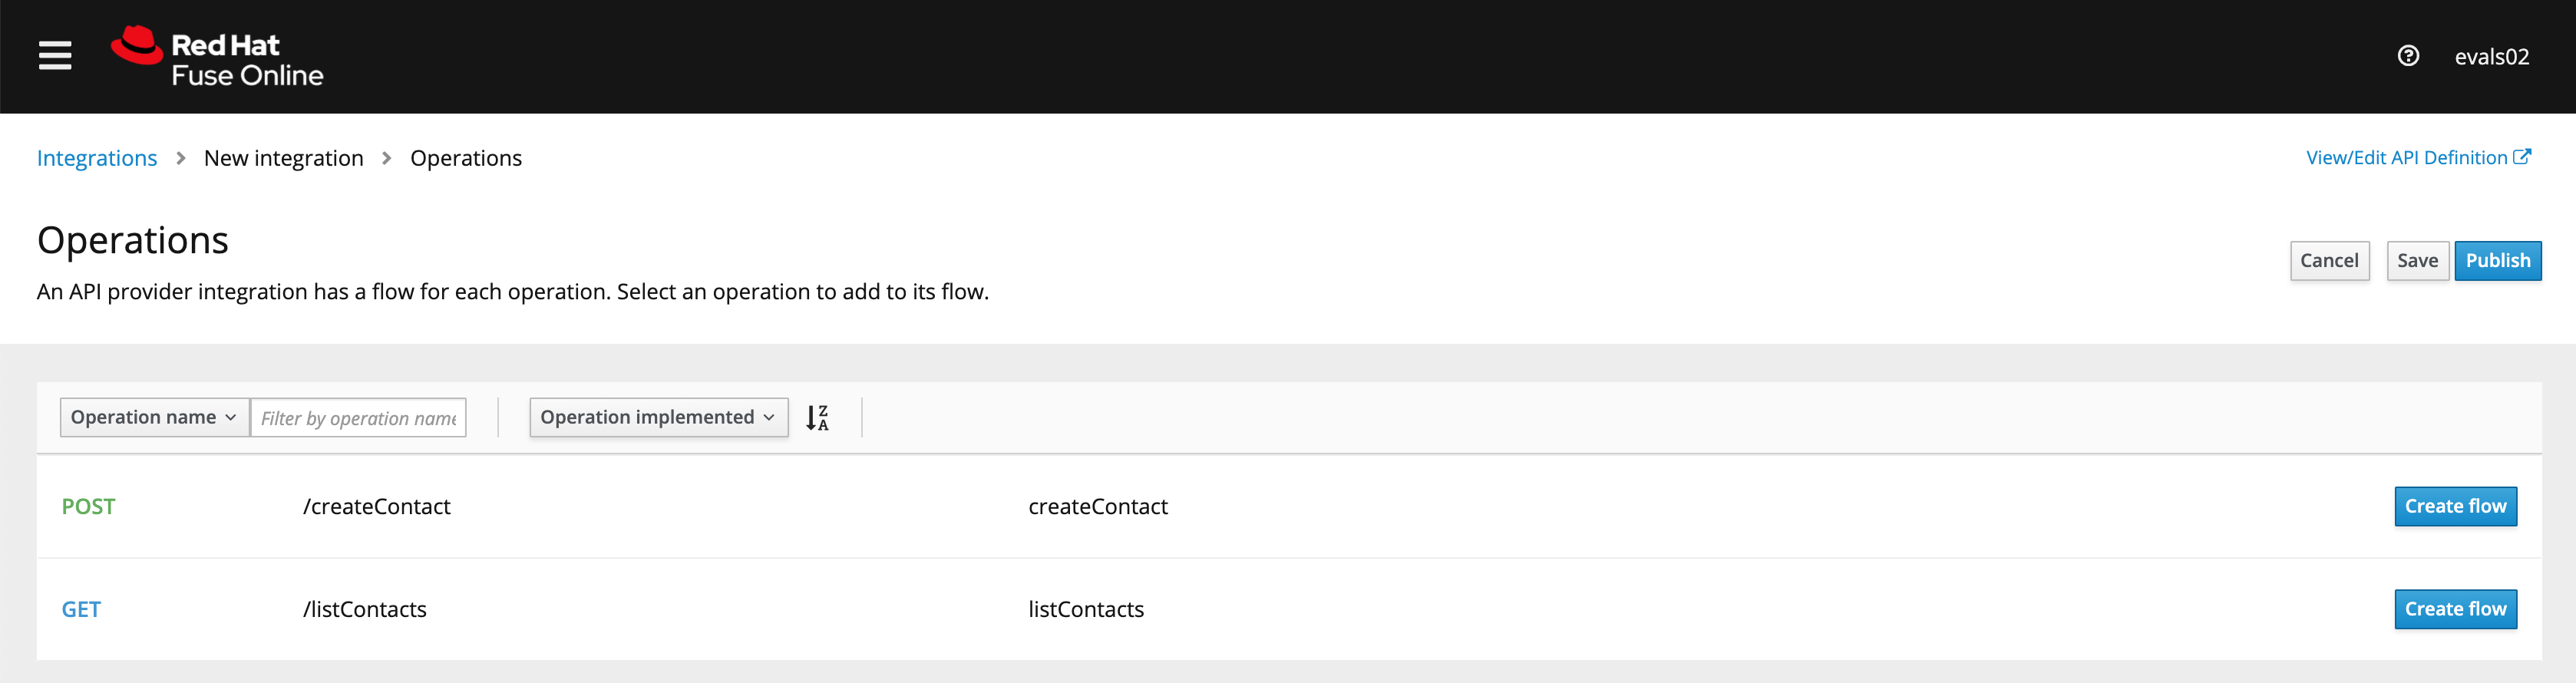 Red Hat
Fuse Online
evals02
Integrations > New integration > Operations
View/Edit API Definition
Operations
Cancel Save Publish
An API provider integration has a flow for each operation. Select an operation to add to its flow.
Operation name Filter by operation name Operation implemented Z A
POST /createContact createContact Create flow
GET /listContacts listContacts Create flow